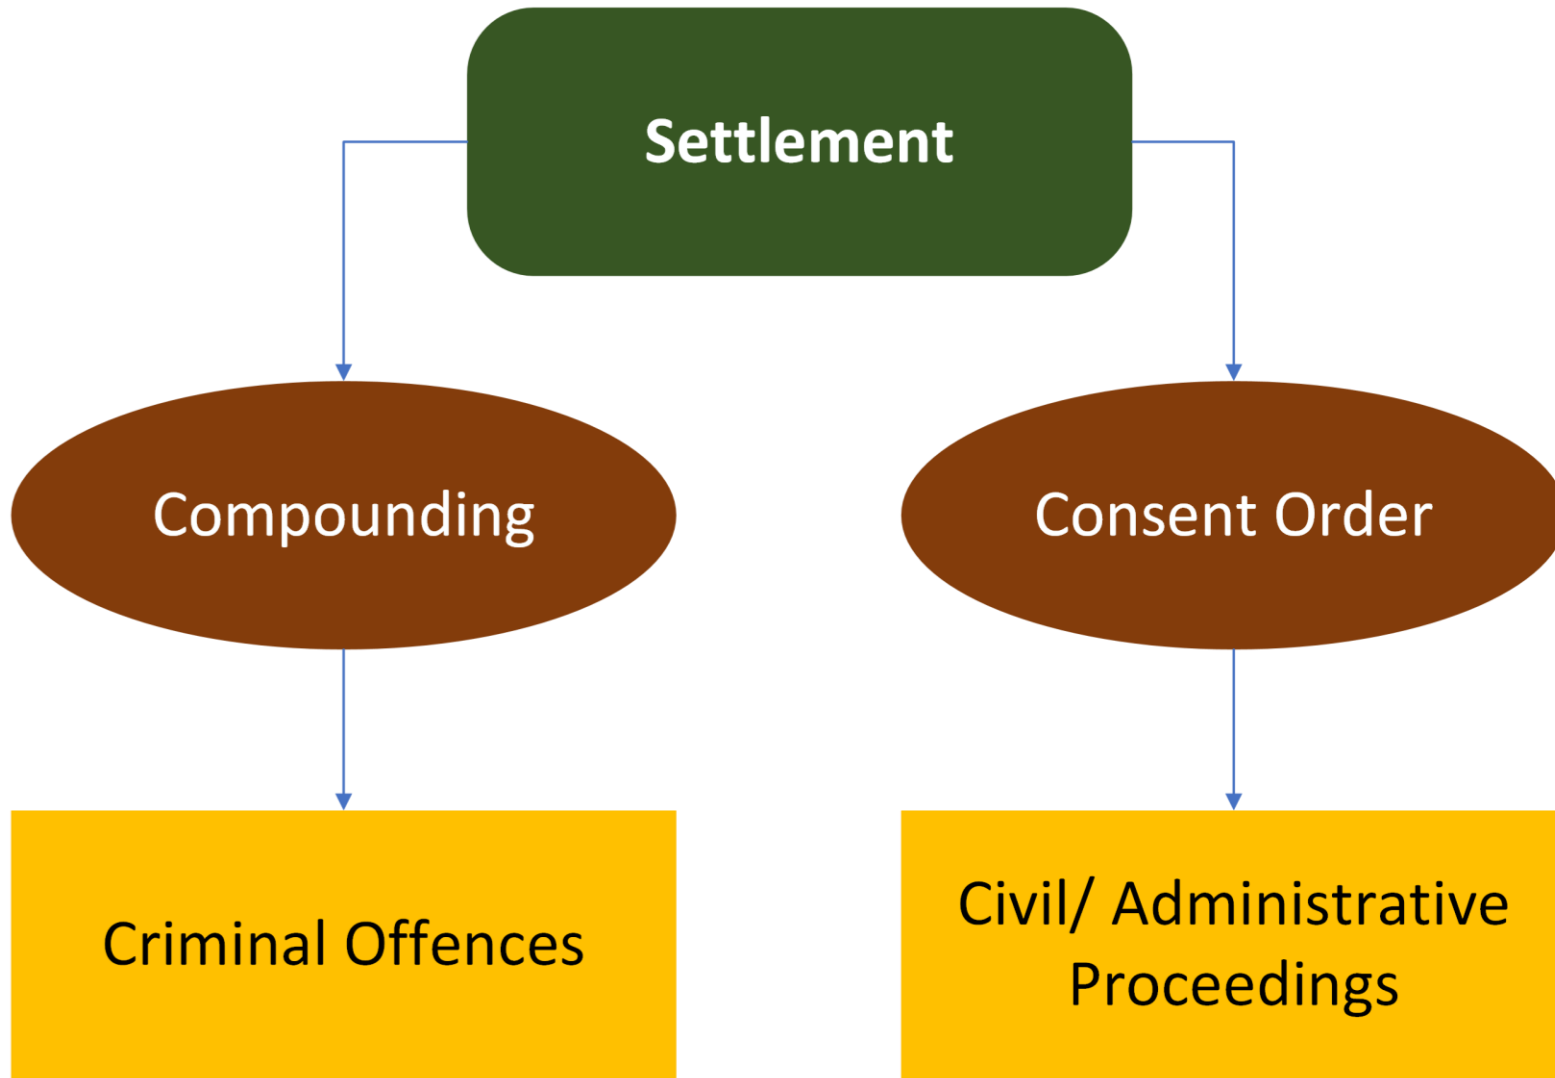 Settlement
Compounding
Consent Order
Criminal Offences
Civil/ Administrative
Proceedings